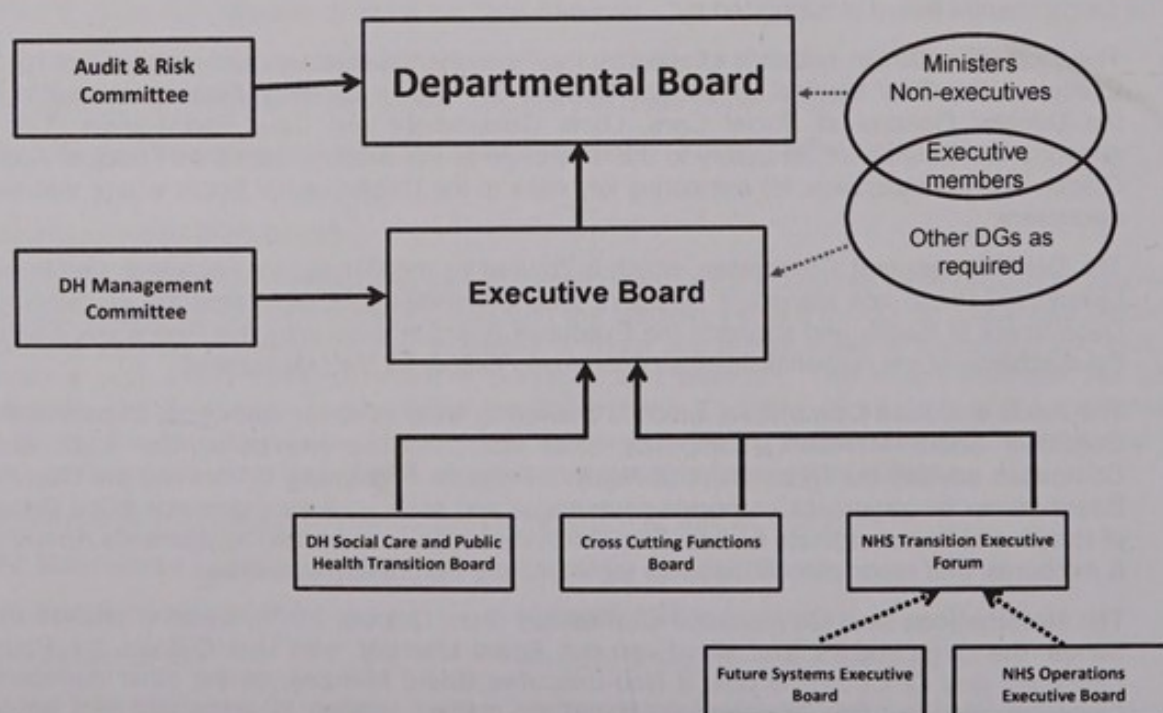 Audit & Risk
Committee
Departmental Board
Ministers
Non-executives
Executive
members
Other DGs as
required
DH Management
Committee
Executive Board
DH Social Care and Public
Health Transition Board
Cross Cutting Functions
Board
NHS Transition Executive
Forum
Future Systems Executive
Board
NHS Operations
Executive Board